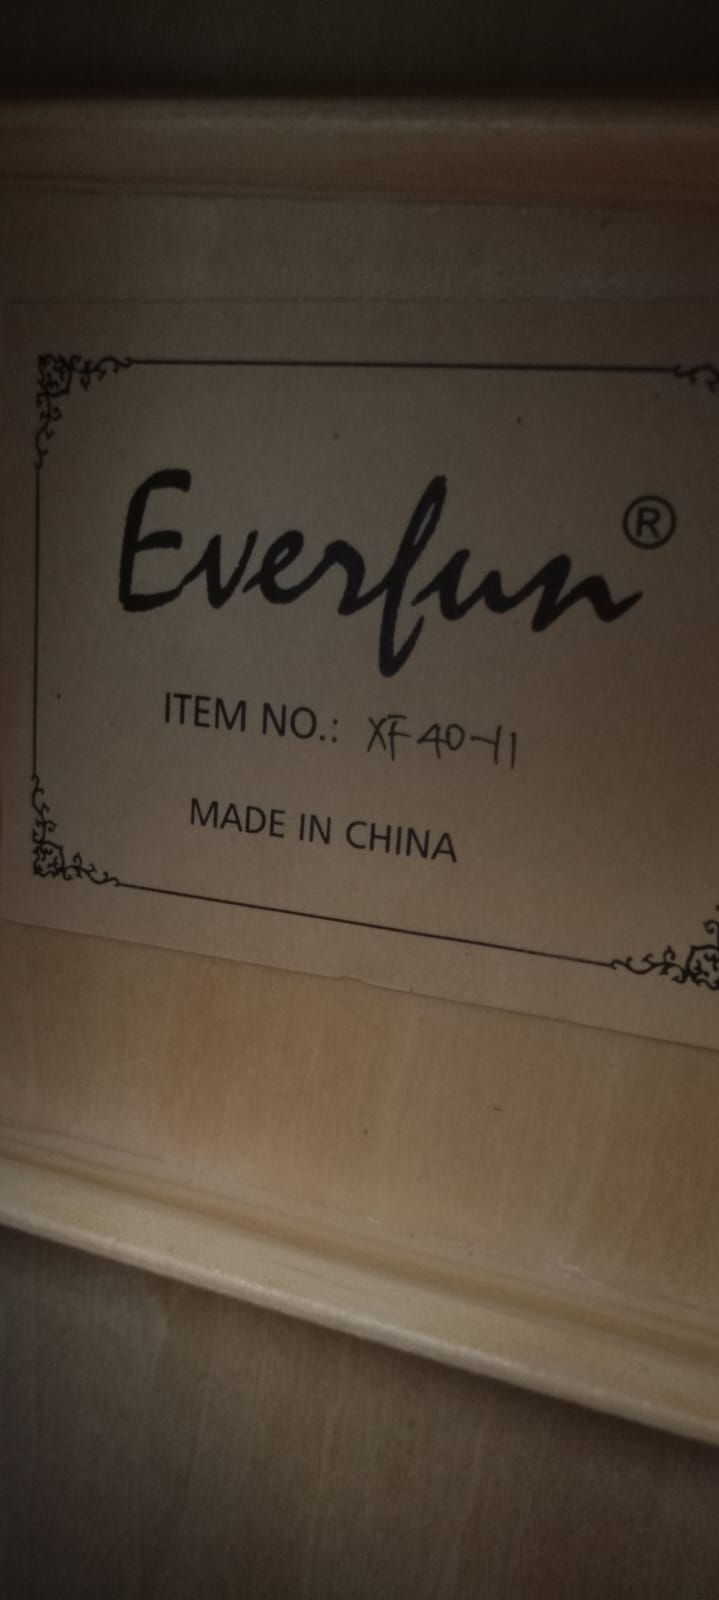 Everfun®
ITEM NO.: XF40-11
MADE IN CHINA